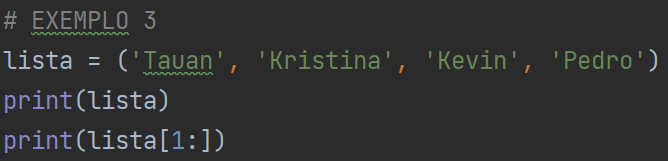 # EXEMPLO 3
lista = ('Tauan', 'Kristina', 'Kevin', 'Pedro')
print(lista)
print(lista[1:])